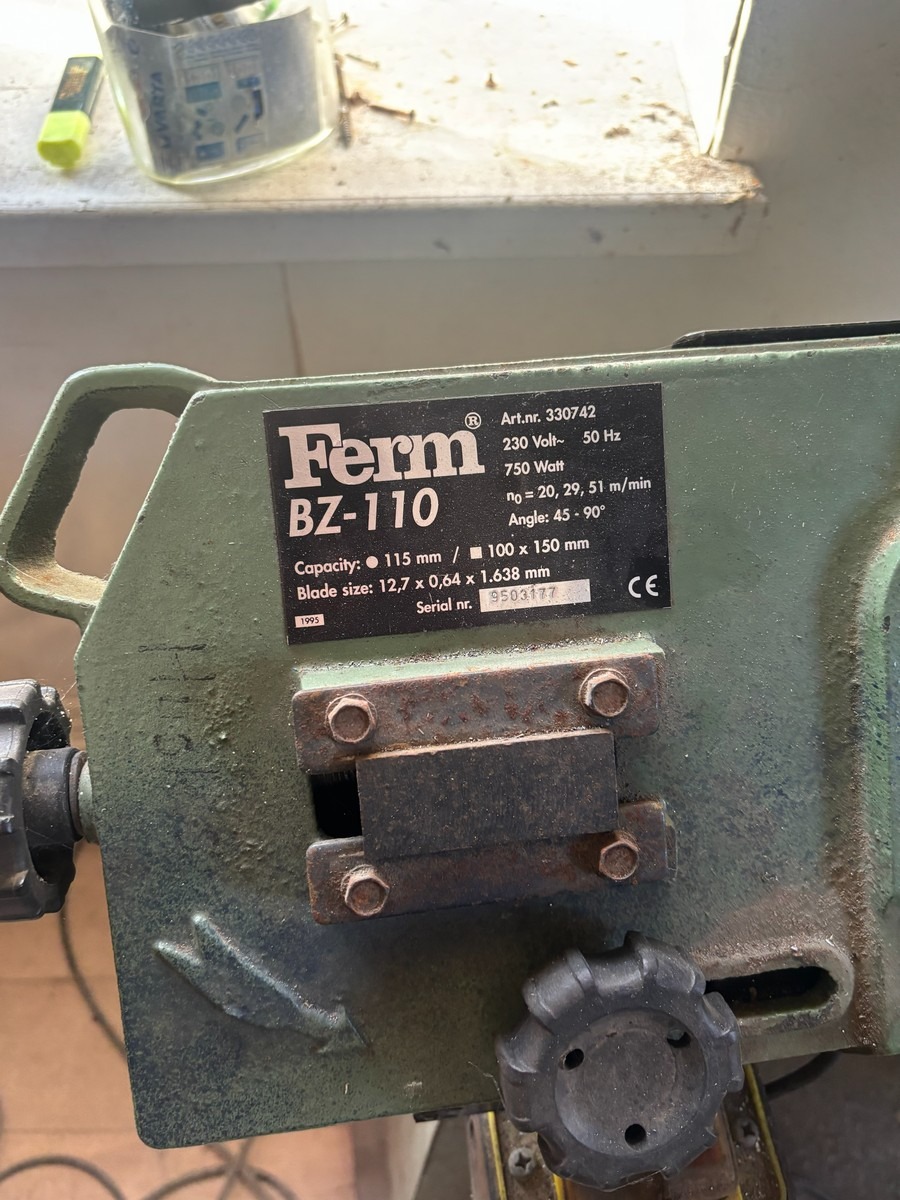 VARTA
Ferm®
BZ-110
Art.nr. 330742
230 Volt~ 50 Hz
750 Watt
n0 = 20, 29, 51 m/min
Angle: 45 - 90°
Capacity: ● 115 mm / ■ 100 x 150 mm
Blade size: 12,7 x 0,64 x 1.638 mm
Serial nr. 9503177
CE
1995